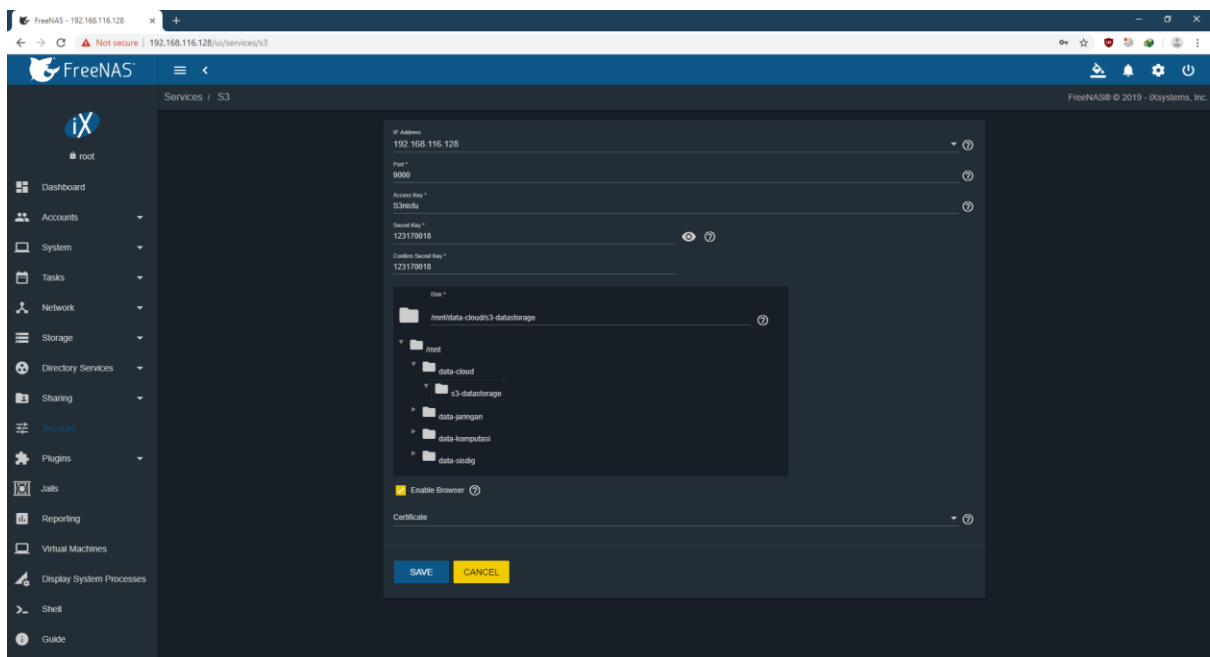 FreeNAS - 192.168.116.128
Not secure | 192.168.116.128/ui/services/s3
FreeNAS
Services / S3
FreeNAS® © 2019 - iXsystems, Inc.
iX
root
Dashboard
Accounts
System
Tasks
Network
Storage
Directory Services
Sharing
Services
Plugins
Jails
Reporting
Virtual Machines
Display System Processes
Shell
Guide
IP Address
192.168.116.128
Port *
9000
Access Key *
S3nisfu
Secret Key *
123170018
Confirm Secret Key *
123170018
Disk *
/mnt/data-cloud/s3-datastorage
/mnt
data-cloud
s3-datastorage
data-jaringan
data-komputasi
data-sisdig
Enable Browser
Certificate
SAVE
CANCEL